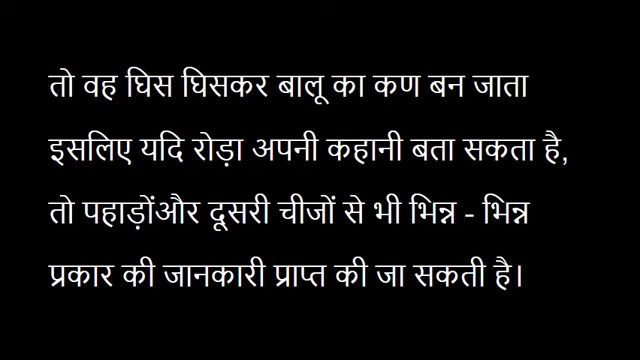 तो वह घिस घिसकर बालू का कण बन जाता
इसलिए यदि रोड़ा अपनी कहानी बता सकता है,
तो पहाड़ोंऔर दूसरी चीजों से भी भिन्न - भिन्न
प्रकार की जानकारी प्राप्त की जा सकती है।